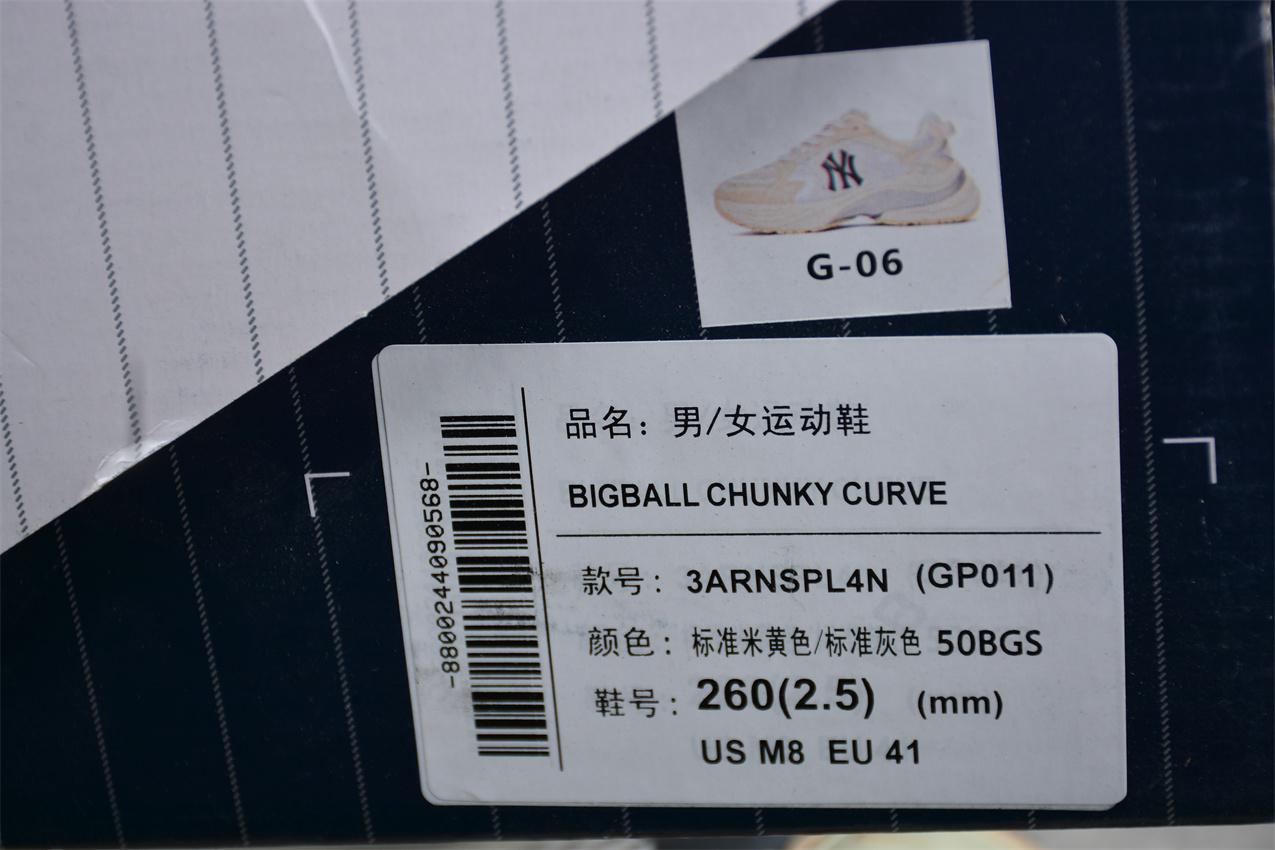 NY
G-06
品名：男/女运动鞋
BIGBALL CHUNKY CURVE
款号：3ARNSPL4N (GP011)
颜色：标准米黄色/标准灰色 50BGS
鞋号：260(2.5) (mm)
US M8 EU 41
-8800244090568-